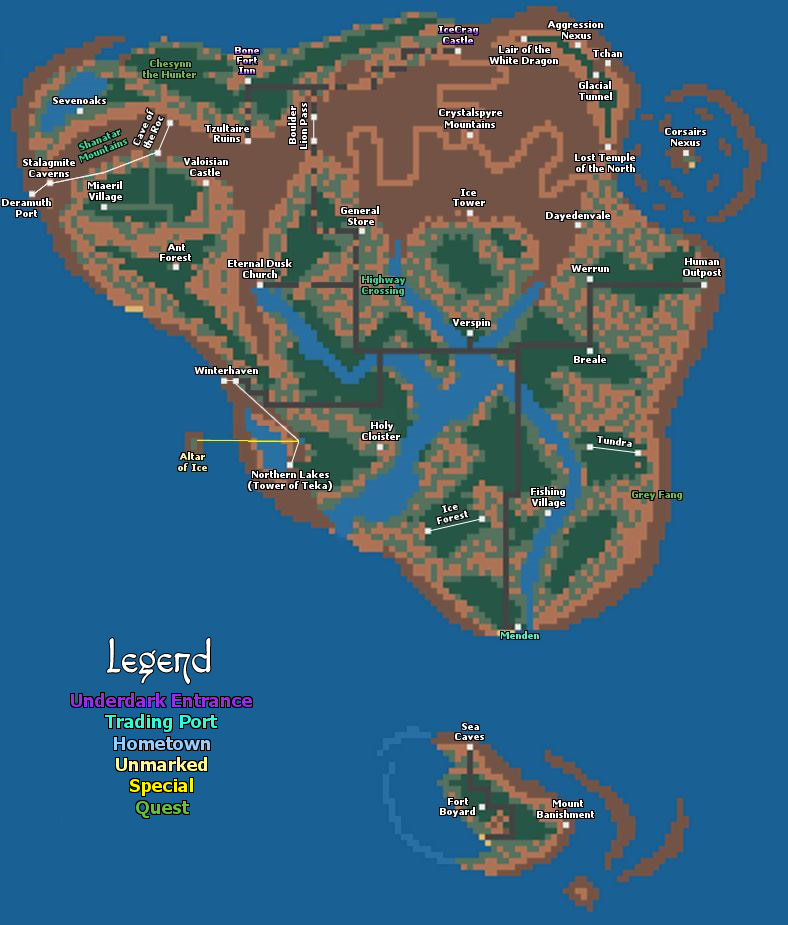 Aggression
Nexus
IceCrag
Castle
Lair of the
White Dragon
Tchan
Bone
Fort
Inn
Chesynn
the Hunter
Glacial
Tunnel
Sevenoaks
Boulder
Lion Pass
Crystalspyre
Mountains
Cave of
the Roc
Tzultaire
Ruins
Corsairs
Nexus
Shanatar
Mountains
Lost Temple
of the North
Stalagmite
Caverns
Valoisian
Castle
Miaeril
Village
Deramuth
Port
Ice
Tower
General
Store
Dayedenvale
Ant
Forest
Eternal Dusk
Church
Human
Outpost
Werrun
Highway
Crossing
Verspin
Breale
Winterhaven
Holy
Cloister
Tundra
Altar
of Ice
Northern Lakes
(Tower of Teka)
Grey Fang
Fishing
Village
Ice
Forest
Menden
Legend
Underdark Entrance
Trading Port
Hometown
Unmarked
Special
Quest
Sea
Caves
Fort
Boyard
Mount
Banishment